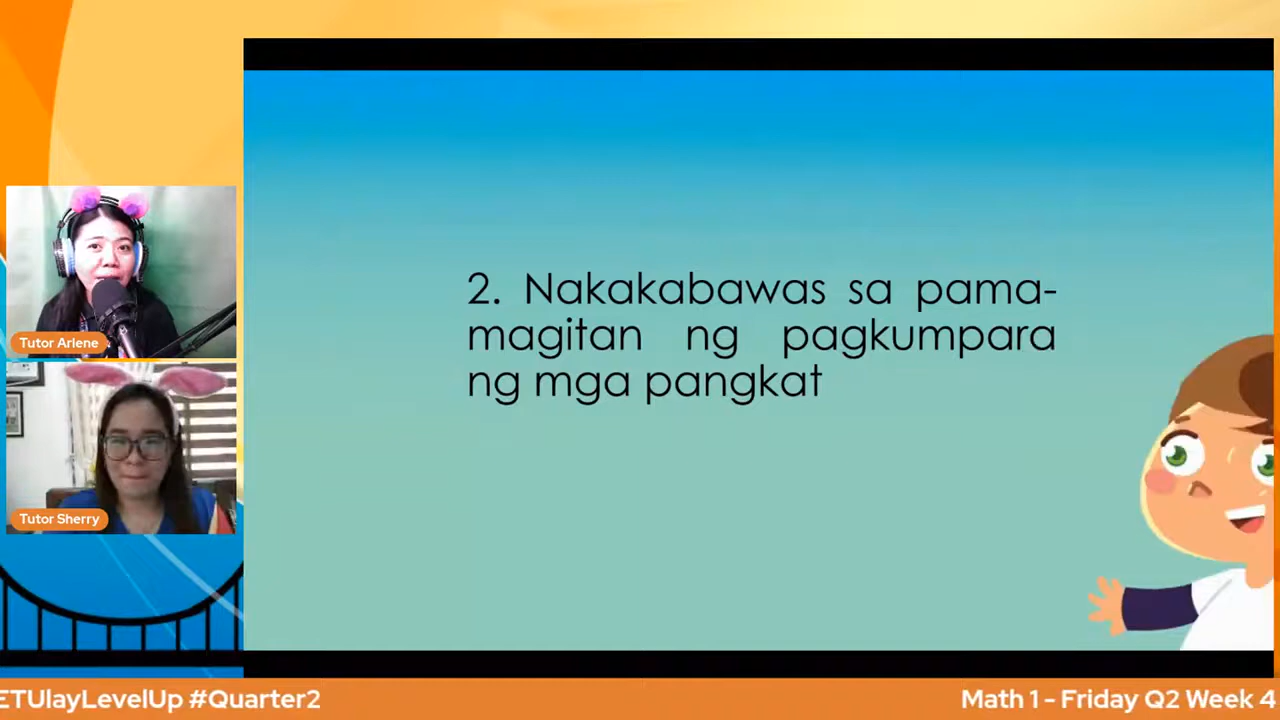 2. Nakakabawas sa pama-
magitan ng pagkumpara
ng mga pangkat
Tutor Arlene
Tutor Sherry
ETUlayLevelUp #Quarter2
Math 1 - Friday Q2 Week 4